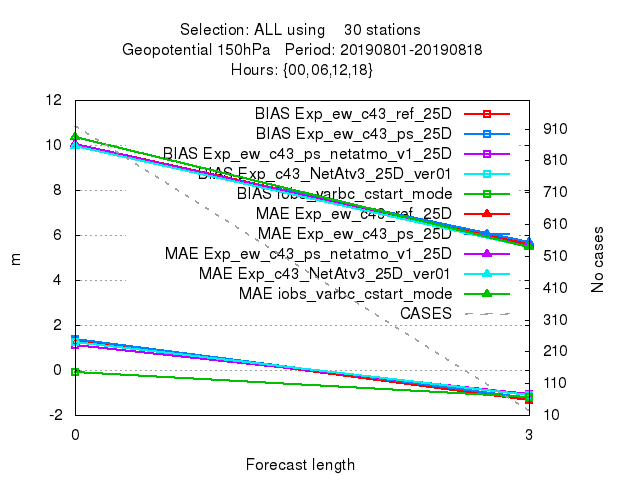 Selection: ALL using    30 stations
Geopotential 150hPa   Period: 20190801-20190818
Hours: {00,06,12,18}
12
10
8
6
4
2
0
-2
m
BIAS Exp_ew_c43_ref_25D
BIAS Exp_ew_c43_ps_25D
BIAS Exp_ew_c43_ps_netatmo_v1_25D
BIAS Exp_c43_NetAtv3_25D_ver01
BIAS iobs_varbc_cstart_mode
MAE Exp_ew_c43_ref_25D
MAE Exp_ew_c43_ps_25D
MAE Exp_ew_c43_ps_netatmo_v1_25D
MAE Exp_c43_NetAtv3_25D_ver01
MAE iobs_varbc_cstart_mode
CASES
910
810
710
610
510
410
310
210
110
10
No cases
0
3
Forecast length